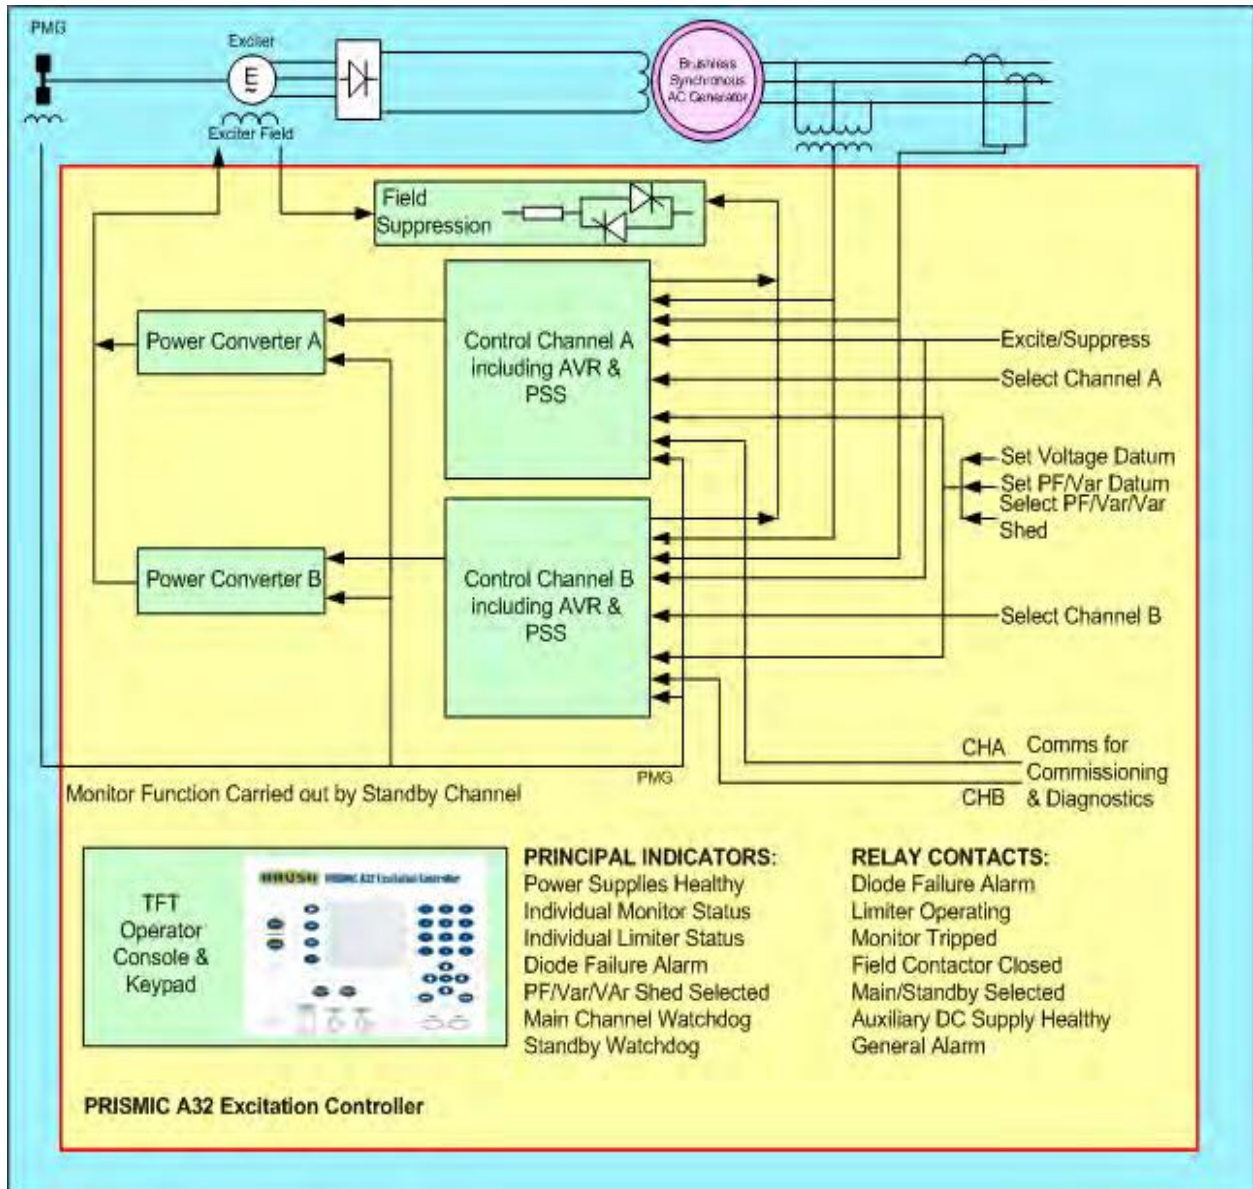 PMG
Exciter
Brushless
Synchronous
AC Generator
Exciter Field
Field
Suppression
Power Converter A
Control Channel A
including AVR &
PSS
Excite/Suppress
Select Channel A
Set Voltage Datum
Set PF/Var Datum
Select PF/Var/Var
Shed
Power Converter B
Control Channel B
including AVR &
PSS
Select Channel B
CHA
CHB
Comms for
Commissioning
& Diagnostics
PMG
Monitor Function Carried out by Standby Channel
TFT
Operator
Console &
Keypad
BRUSH PRISMIC A32 Excitation Controller
PRINCIPAL INDICATORS:
Power Supplies Healthy
Individual Monitor Status
Individual Limiter Status
Diode Failure Alarm
PF/Var/VAr Shed Selected
Main Channel Watchdog
Standby Watchdog
RELAY CONTACTS:
Diode Failure Alarm
Limiter Operating
Monitor Tripped
Field Contactor Closed
Main/Standby Selected
Auxiliary DC Supply Healthy
General Alarm
PRISMIC A32 Excitation Controller